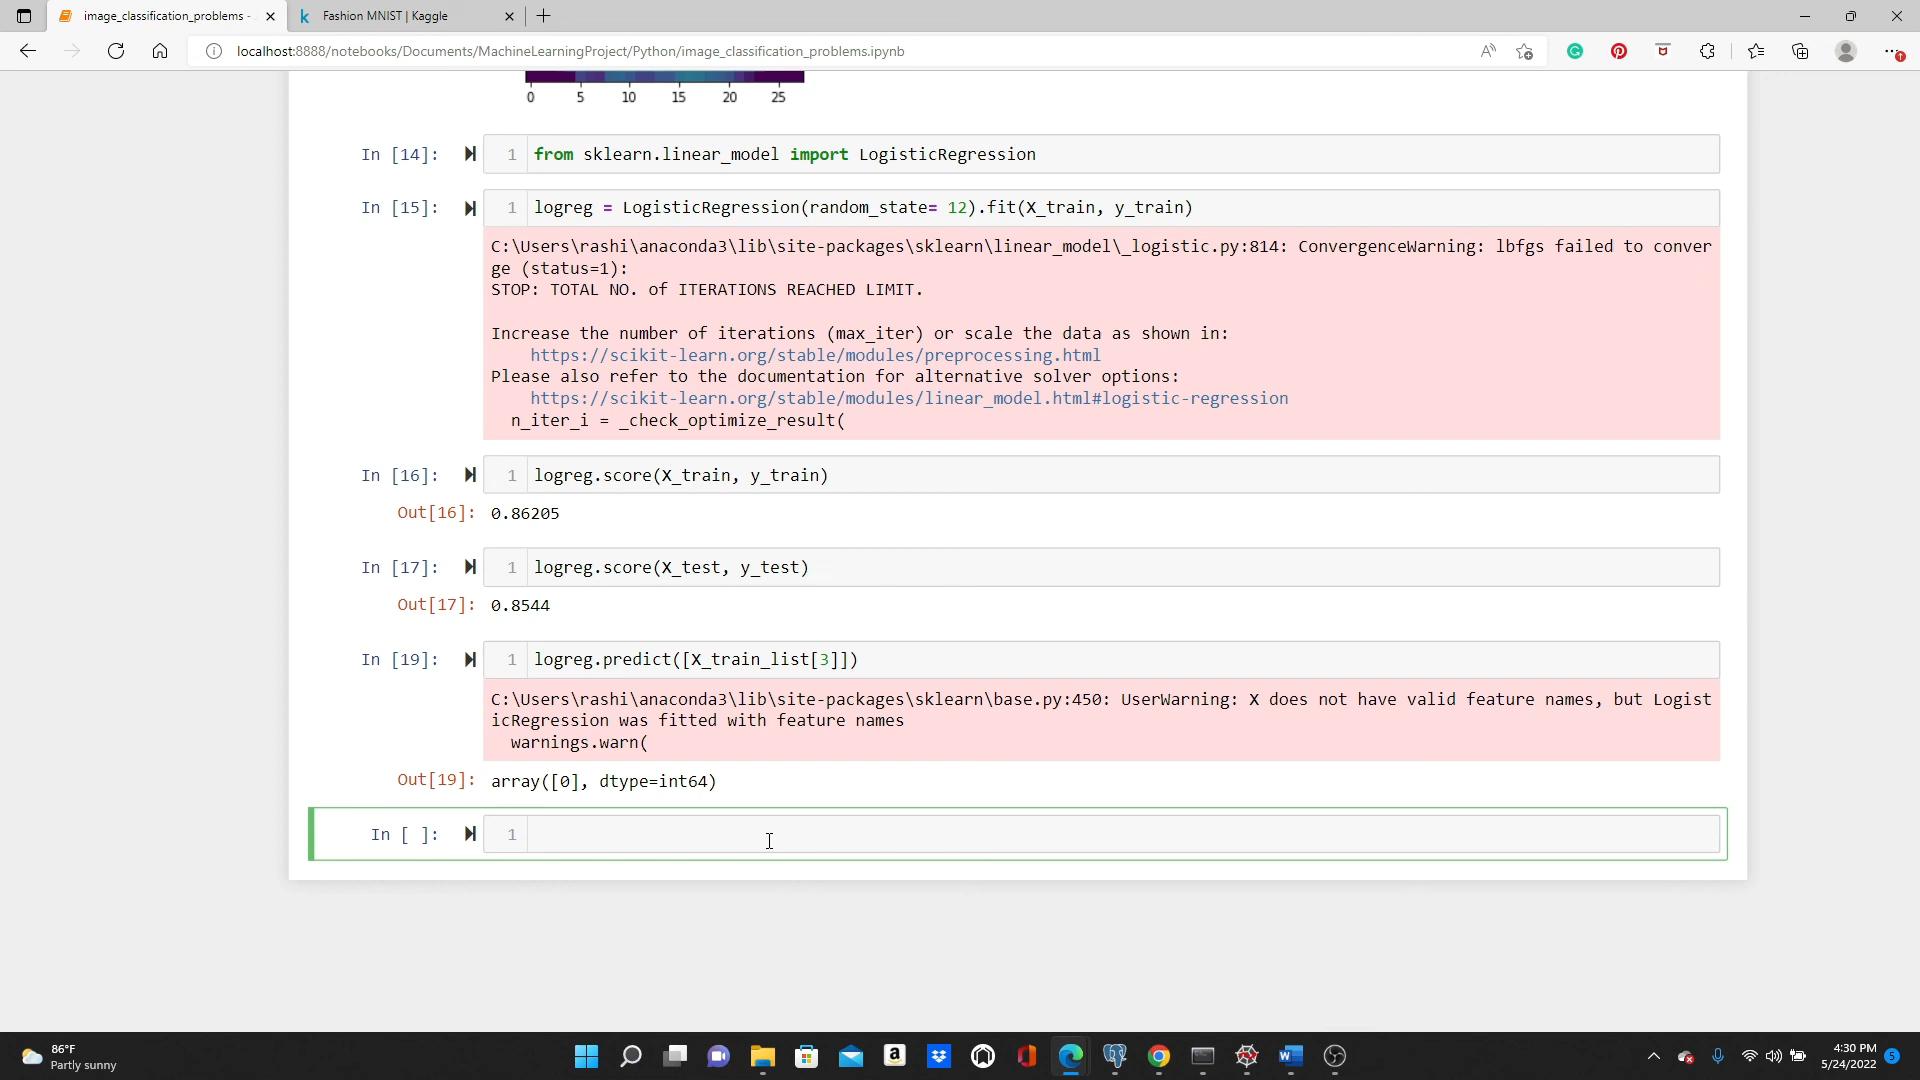 image_classification_problems -
Fashion MNIST | Kaggle
localhost:8888/notebooks/Documents/MachineLearningProject/Python/image_classification_problems.ipynb
0 5 10 15 20 25
In [14]: 1 from sklearn.linear_model import LogisticRegression
In [15]: 1 logreg = LogisticRegression(random_state= 12).fit(X_train, y_train)
C:\Users\rashi\anaconda3\lib\site-packages\sklearn\linear_model\_logistic.py:814: ConvergenceWarning: lbfgs failed to conver
ge (status=1):
STOP: TOTAL NO. of ITERATIONS REACHED LIMIT.
Increase the number of iterations (max_iter) or scale the data as shown in:
https://scikit-learn.org/stable/modules/preprocessing.html
Please also refer to the documentation for alternative solver options:
https://scikit-learn.org/stable/modules/linear_model.html#logistic-regression
n_iter_i = _check_optimize_result(
In [16]: 1 logreg.score(X_train, y_train)
Out[16]: 0.86205
In [17]: 1 logreg.score(X_test, y_test)
Out[17]: 0.8544
In [19]: 1 logreg.predict([X_train_list[3]])
C:\Users\rashi\anaconda3\lib\site-packages\sklearn\base.py:450: UserWarning: X does not have valid feature names, but Logist
icRegression was fitted with feature names
warnings.warn(
Out[19]: array([0], dtype=int64)
In [ ]: 1
86°F
Partly sunny
4:30 PM
5/24/2022
5